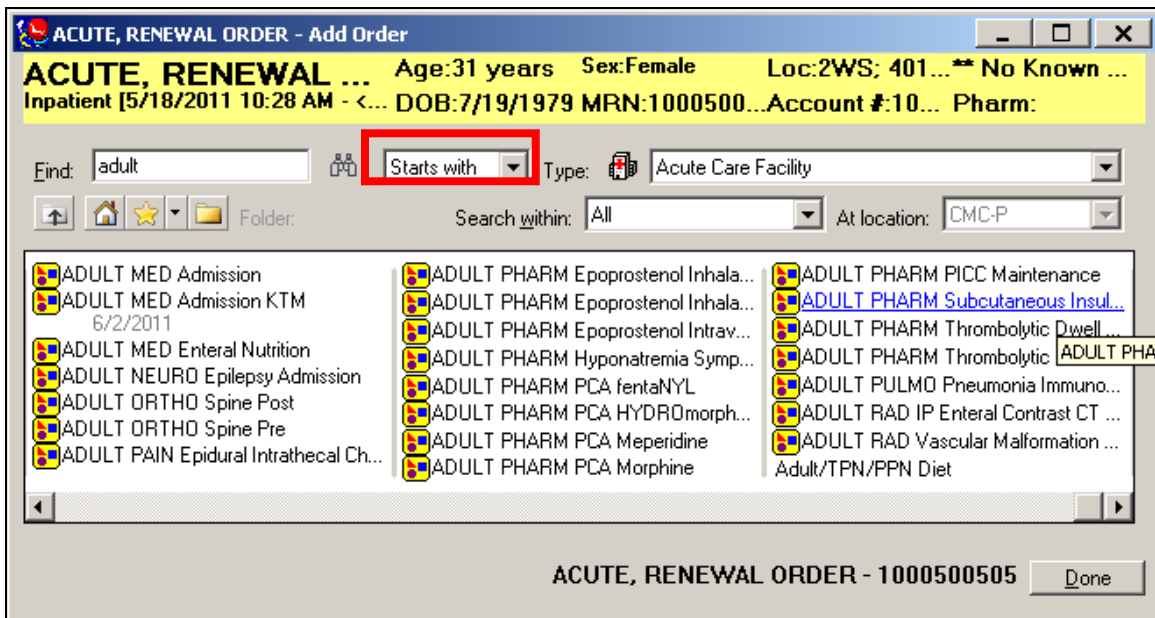 ACUTE, RENEWAL ORDER - Add Order
ACUTE, RENEWAL ... Age:31 years Sex:Female Loc:2WS; 401...** No Known ...
Inpatient [5/18/2011 10:28 AM - <... DOB:7/19/1979 MRN:1000500...Account #:10... Pharm:
Find: adult Starts with Type: Acute Care Facility
Folder: Search within: All At location: CMC-P
ADULT MED Admission
ADULT MED Admission KTM
6/2/2011
ADULT MED Enteral Nutrition
ADULT NEURO Epilepsy Admission
ADULT ORTHO Spine Post
ADULT ORTHO Spine Pre
ADULT PAIN Epidural Intrathecal Ch...
ADULT PHARM Epoprostenol Inhala...
ADULT PHARM Epoprostenol Inhala...
ADULT PHARM Epoprostenol Intrav...
ADULT PHARM Hyponatremia Symp...
ADULT PHARM PCA fentaNYL
ADULT PHARM PCA HYDROmorph...
ADULT PHARM PCA Meperidine
ADULT PHARM PCA Morphine
ADULT PHARM PICC Maintenance
ADULT PHARM Subcutaneous Insul...
ADULT PHARM Thrombolytic Dwell ...
ADULT PHARM Thrombolytic
ADULT PHA
ADULT PULMO Pneumonia Immuno...
ADULT RAD IP Enteral Contrast CT ...
ADULT RAD Vascular Malformation ...
Adult/TPN/PPN Diet
ACUTE, RENEWAL ORDER - 1000500505 Done